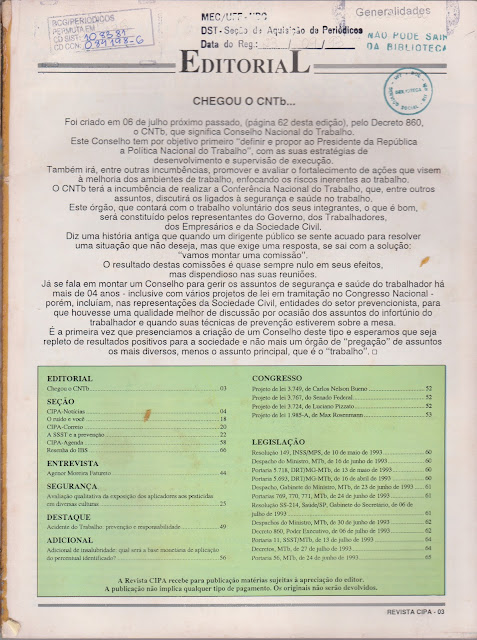 BCG/PERIÓDICOS
PERMUTA EM
CD SIST:
CD CCN:
MEC/UFF - NDC
DST - Seção de Aquisição de Periódicos
Data do Reg.: / /
Generalidades
NÃO PODE SAIR
DA BIBLIOTECA
EDITORIAL
CHEGOU O CNTb...
Foi criado em 06 de julho próximo passado, (página 62 desta edição), pelo Decreto 860,
o CNTb, que significa Conselho Nacional do Trabalho.
Este Conselho tem por objetivo primeiro "definir e propor ao Presidente da República
a Política Nacional do Trabalho", com as suas estratégias de
desenvolvimento e supervisão de execução.
Também irá, entre outras incumbências, promover e avaliar o fortalecimento de ações que visem
à melhoria dos ambientes de trabalho, enfocando os riscos inerentes ao trabalho.
O CNTb terá a incumbência de realizar a Conferência Nacional do Trabalho, que, entre outros
assuntos, discutirá os ligados à segurança e saúde no trabalho.
Este órgão, que contará com o trabalho voluntário dos seus integrantes, o que é bom,
será constituído pelos representantes do Governo, dos Trabalhadores,
dos Empresários e da Sociedade Civil.
Diz uma história antiga que quando um dirigente público se sente acuado para resolver
uma situação que não deseja, mas que exige uma resposta, se sai com a solução:
"vamos montar uma comissão".
O resultado destas comissões é quase sempre nulo em seus efeitos,
mas dispendioso nas suas reuniões.
Já se fala em montar um Conselho para gerir os assuntos de segurança e saúde do trabalhador há
mais de 04 anos - inclusive com vários projetos de lei em tramitação no Congresso Nacional -
porém, incluíam, nas representações da Sociedade Civil, entidades do setor prevencionista, para
que houvesse uma qualidade melhor de discussão por ocasião dos assuntos do infortúnio do
trabalhador e quando suas técnicas de prevenção estiverem sobre a mesa.
É a primeira vez que presenciamos a criação de um Conselho deste tipo e esperamos que seja
repleto de resultados positivos para a sociedade e não mais um órgão de "pregação" de assuntos
os mais diversos, menos o assunto principal, que é o "trabalho". □
EDITORIAL
Chegou o CNTb 03
SEÇÃO
CIPA-Notícias 04
O ruído e você 18
CIPA-Correio 20
A SSST e a prevenção 22
CIPA-Agenda 58
Resenha do IBS 66
ENTREVISTA
Agenor Moreira 44
SEGURANÇA
Avaliação qualitativa da exposição dos aplicadores aos pesticidas
em diversas culturas 25
DESTAQUE
Acidente do Trabalho: prevenção e responsabilidade 49
ADICIONAL
Adicional de insalubridade: qual será a base monetária de aplicação
do percentual identificado? 56
CONGRESSO
Projeto de lei 3.749, de Carlos Nelson Bueno 52
Projeto de lei 3.767, do Senado Federal 52
Projeto de lei 3.724, de Luciano Pizzatto 52
Projeto de lei 1.985-A, de Max Rosenmann 53
LEGISLAÇÃO
Resolução 149, INSS/MPS, de 10 de maio de 1993 60
Despacho do Ministro, MTb, de 16 de junho de 1993 60
Portaria 5.718, DRT/MG-MTb, de 13 de maio de 1993 60
Portaria 5.693, DRT/MG-MTb, de 16 de abril de 1993 60
Despacho, Gabinete do Ministro, MTb, de 23 de junho de 1993 61
Portarias 769, 770, 771, MTb, de 24 de junho de 1993 61
Resolução SS-214, Saúde/SP, Gabinete do Secretario, de 06 de
julho de 1993 61
Despachos do Ministro, MTb, de 30 de junho de 1993 62
Decreto 860, Poder Executivo, de 06 de julho de 1993 62
Portaria 11, SSST/MTb, de 13 de julho de 1993 64
Decretos, MTb, de 27 de julho de 1993 64
Portaria 56, MTb, de 24 de junho de 1993 65
A Revista CIPA recebe para publicação matérias sujeitas à apreciação do editor.
A publicação não implica qualquer tipo de pagamento. Os originais não serão devolvidos.
REVISTA CIPA - 03